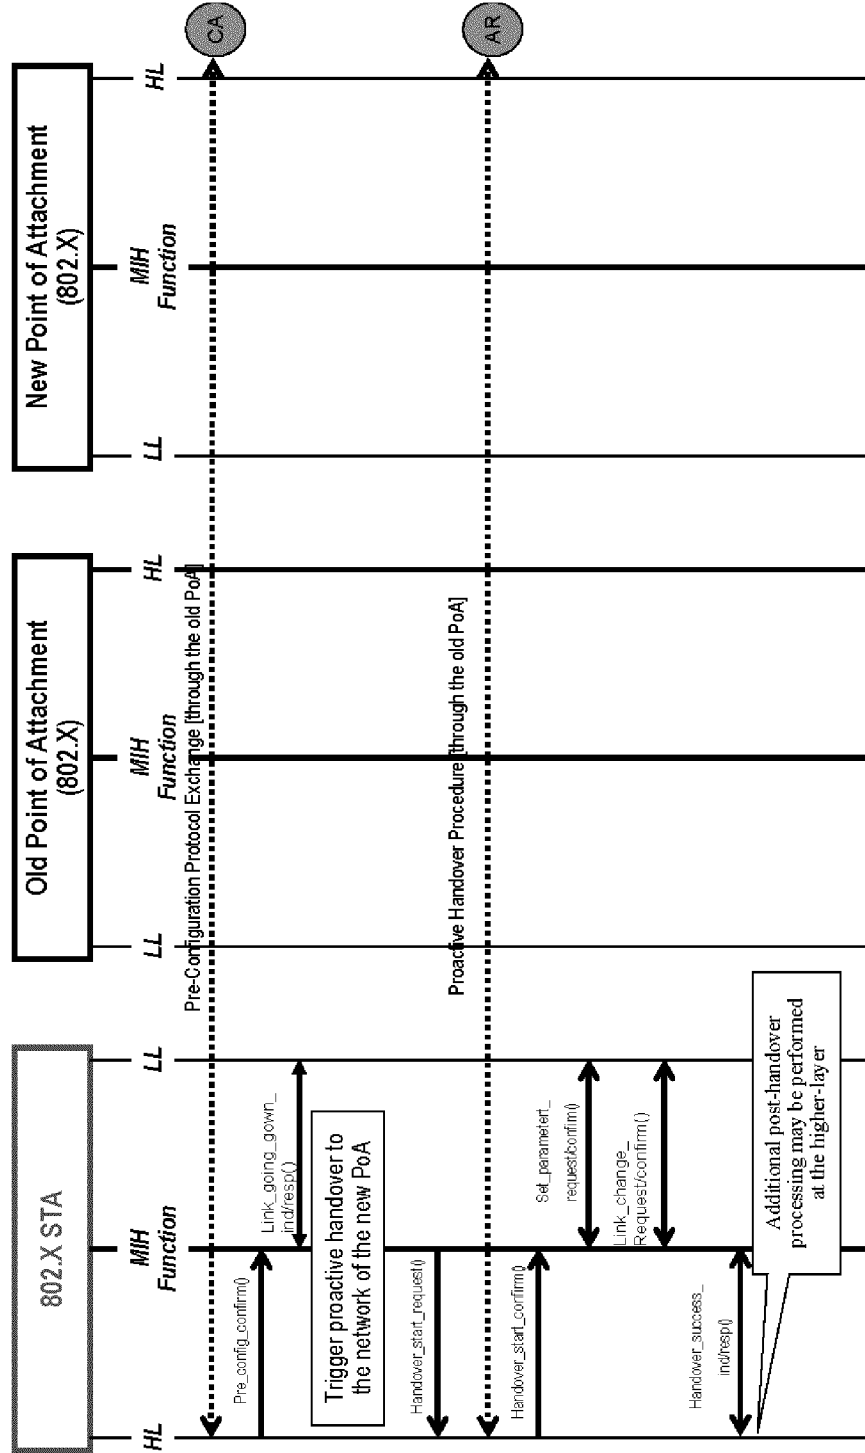 802.X STA
Old Point of Attachment
(802.X)
New Point of Attachment
(802.X)
HL
MIH
Function
LL
LL
MIH
Function
HL
LL
MIH
Function
HL
Pre-Configuration Protocol Exchange [through the old PoA]
CA
Pre_config_confirm()
Link_going_gown_
ind/resp()
Trigger proactive handover to
the network of the new PoA
Handover_start_request()
Proactive Handover Procedure [through the old PoA]
AR
Handover_start_confirm()
Set_parametert_
request/confirm()
Link_change_
Request/confirm()
Handover_success_
ind/resp()
Additional post-handover
processing may be performed
at the higher-layer